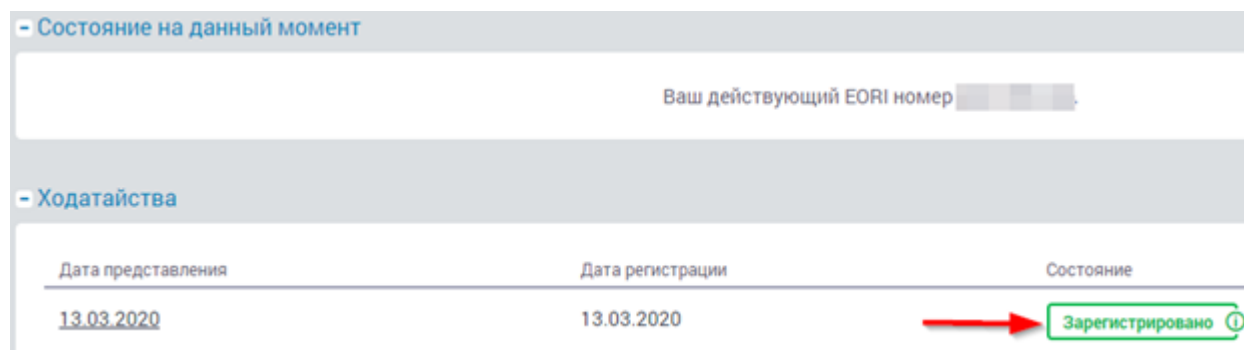 Состояние на данный момент
Ваш действующий EORI номер .
Ходатайства
Дата представления Дата регистрации Состояние
13.03.2020 13.03.2020 Зарегистрировано